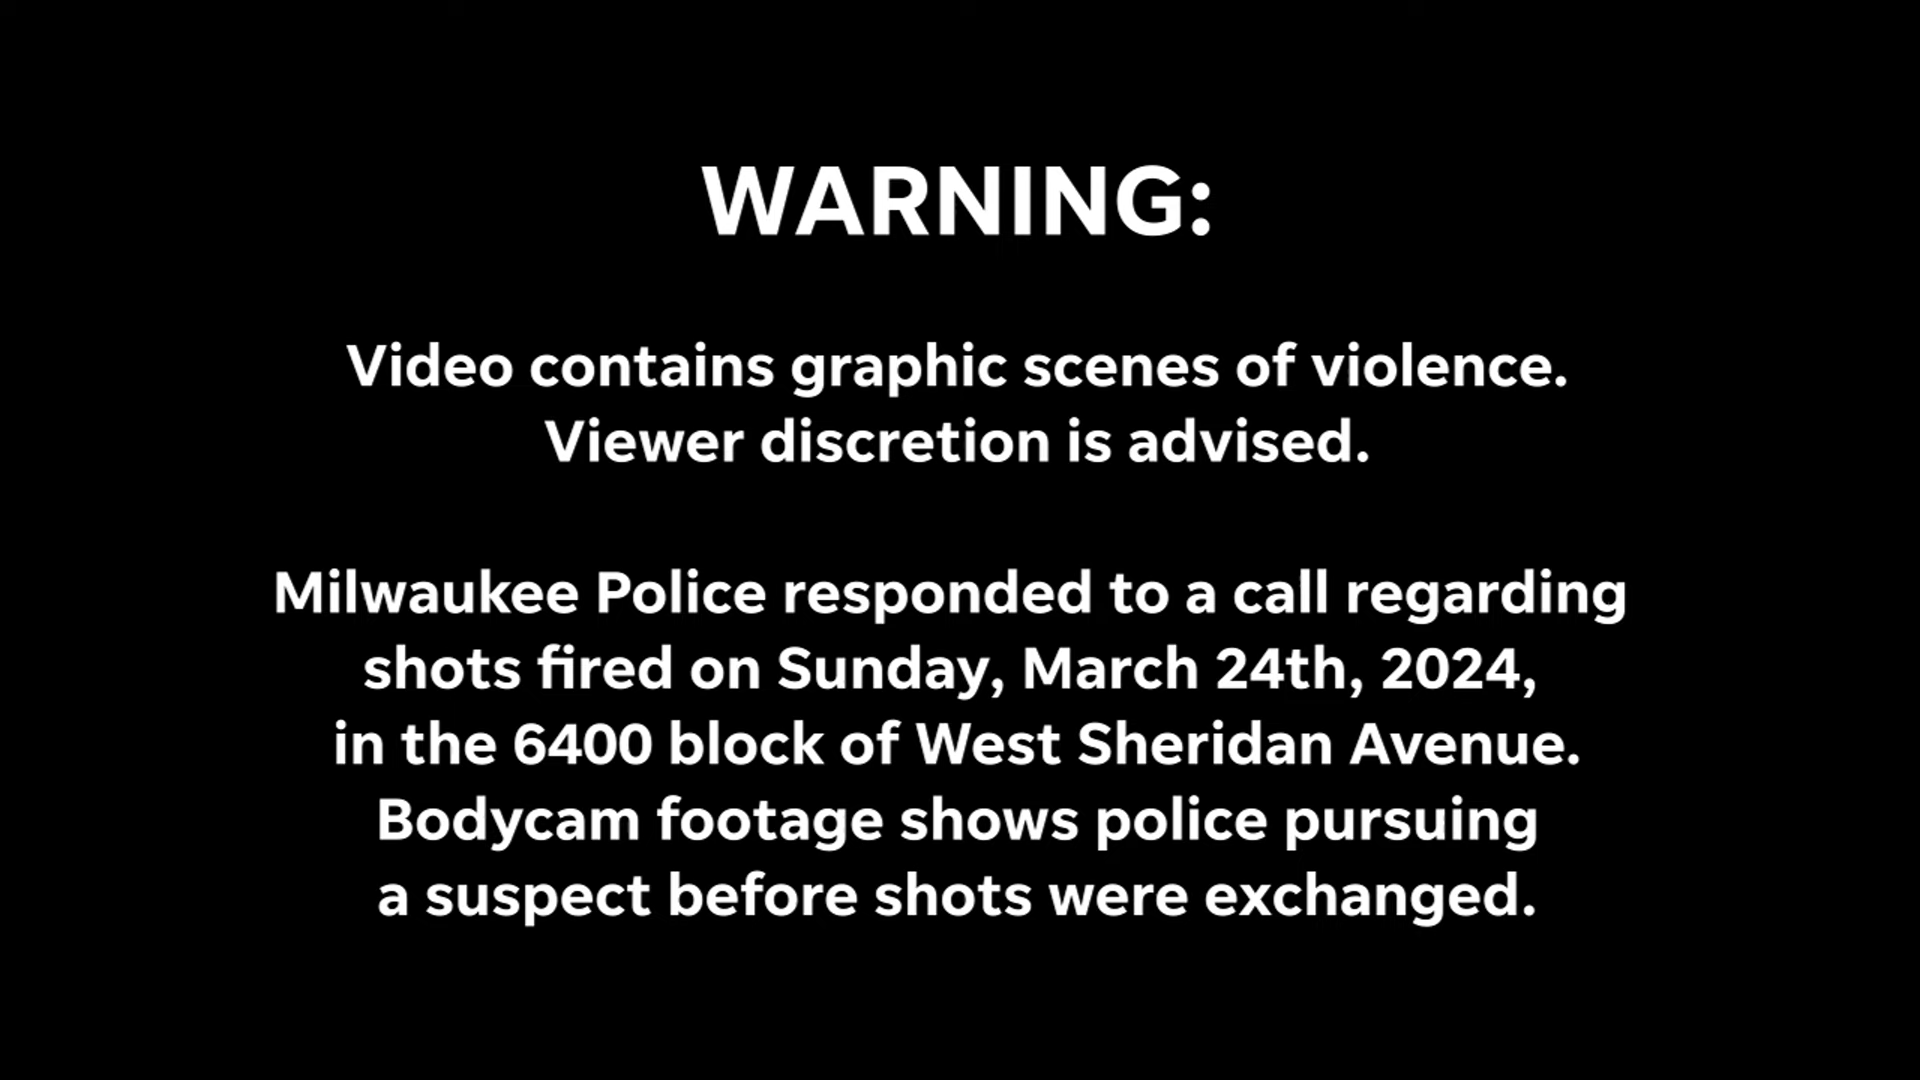 WARNING:
Video contains graphic scenes of violence.
Viewer discretion is advised.
Milwaukee Police responded to a call regarding
shots fired on Sunday, March 24th, 2024,
in the 6400 block of West Sheridan Avenue.
Bodycam footage shows police pursuing
a suspect before shots were exchanged.